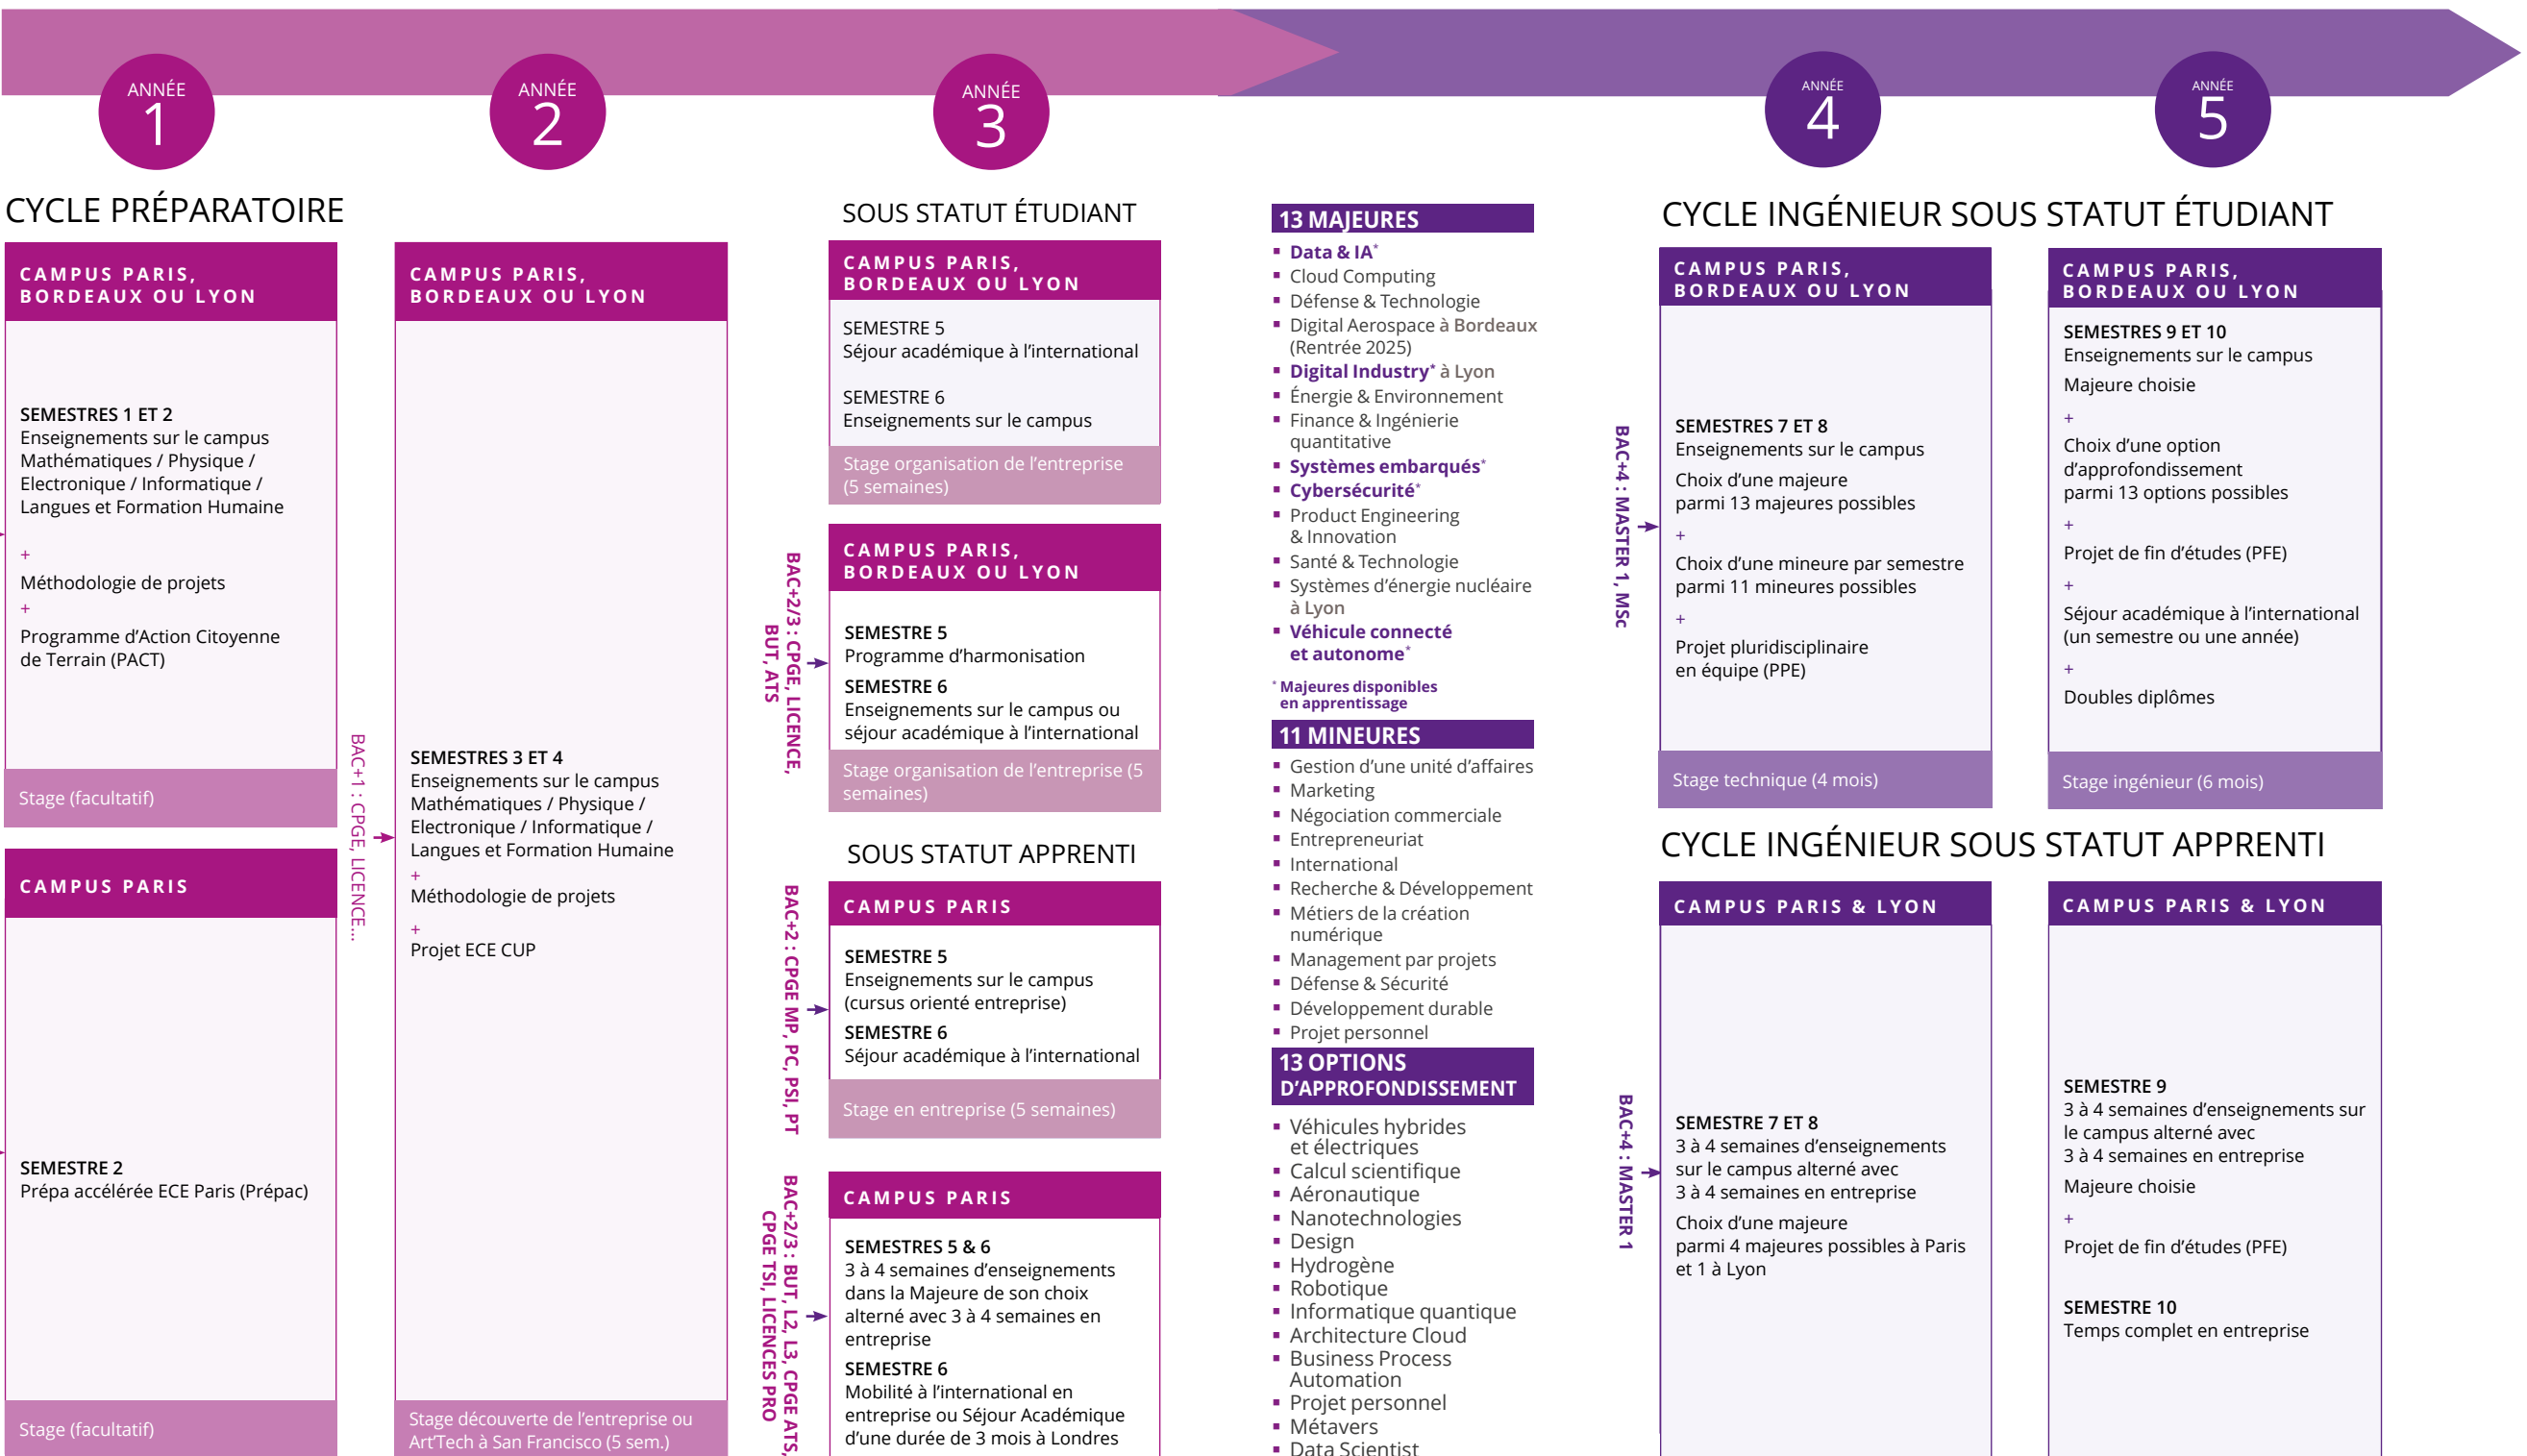 ANNÉE
1
ANNÉE
2
ANNÉE
3
ANNÉE
4
ANNÉE
5
CYCLE PRÉPARATOIRE
CAMPUS PARIS,
BORDEAUX OU LYON
SEMESTRES 1 ET 2
Enseignements sur le campus
Mathématiques / Physique /
Electronique / Informatique /
Langues et Formation Humaine
+
Méthodologie de projets
+
Programme d'Action Citoyenne
de Terrain (PACT)
Stage (facultatif)
CAMPUS PARIS
SEMESTRE 2
Prépa accélérée ECE Paris (Prépac)
Stage (facultatif)
BAC+1 : CPGE, LICENCE...
CAMPUS PARIS,
BORDEAUX OU LYON
SEMESTRES 3 ET 4
Enseignements sur le campus
Mathématiques / Physique /
Electronique / Informatique /
Langues et Formation Humaine
+
Méthodologie de projets
+
Projet ECE CUP
Stage découverte de l'entreprise ou
Art'Tech à San Francisco (5 sem.)
SOUS STATUT ÉTUDIANT
CAMPUS PARIS,
BORDEAUX OU LYON
SEMESTRE 5
Séjour académique à l'international
SEMESTRE 6
Enseignements sur le campus
Stage organisation de l'entreprise
(5 semaines)
BAC+2/3 : CPGE, LICENCE,
BUT, ATS
CAMPUS PARIS,
BORDEAUX OU LYON
SEMESTRE 5
Programme d'harmonisation
SEMESTRE 6
Enseignements sur le campus ou
séjour académique à l'international
Stage organisation de l'entreprise (5
semaines)
SOUS STATUT APPRENTI
BAC+2 : CPGE MP, PC, PSI, PT
CAMPUS PARIS
SEMESTRE 5
Enseignements sur le campus
(cursus orienté entreprise)
SEMESTRE 6
Séjour académique à l'international
Stage en entreprise (5 semaines)
BAC+2/3 : BUT, L2, L3, CPGE ATS,
CPGE TSI, LICENCES PRO
CAMPUS PARIS
SEMESTRES 5 & 6
3 à 4 semaines d'enseignements
dans la Majeure de son choix
alterné avec 3 à 4 semaines en
entreprise
SEMESTRE 6
Mobilité à l'international en
entreprise ou Séjour Académique
d'une durée de 3 mois à Londres
13 MAJEURES
▪ Data & IA*
▪ Cloud Computing
▪ Défense & Technologie
▪ Digital Aerospace à Bordeaux
(Rentrée 2025)
▪ Digital Industry* à Lyon
▪ Énergie & Environnement
▪ Finance & Ingénierie
quantitative
▪ Systèmes embarqués*
▪ Cybersécurité*
▪ Product Engineering
& Innovation
▪ Santé & Technologie
▪ Systèmes d'énergie nucléaire
à Lyon
▪ Véhicule connecté
et autonome*
* Majeures disponibles
en apprentissage
11 MINEURES
▪ Gestion d'une unité d'affaires
▪ Marketing
▪ Négociation commerciale
▪ Entrepreneuriat
▪ International
▪ Recherche & Développement
▪ Métiers de la création
numérique
▪ Management par projets
▪ Défense & Sécurité
▪ Développement durable
▪ Projet personnel
13 OPTIONS
D'APPROFONDISSEMENT
▪ Véhicules hybrides
et électriques
▪ Calcul scientifique
▪ Aéronautique
▪ Nanotechnologies
▪ Design
▪ Hydrogène
▪ Robotique
▪ Informatique quantique
▪ Architecture Cloud
▪ Business Process
Automation
▪ Projet personnel
▪ Métavers
▪ Data Scientist
CYCLE INGÉNIEUR SOUS STATUT ÉTUDIANT
BAC+4 : MASTER 1, MSc
CAMPUS PARIS,
BORDEAUX OU LYON
SEMESTRES 7 ET 8
Enseignements sur le campus
Choix d'une majeure
parmi 13 majeures possibles
+
Choix d'une mineure par semestre
parmi 11 mineures possibles
+
Projet pluridisciplinaire
en équipe (PPE)
Stage technique (4 mois)
CAMPUS PARIS,
BORDEAUX OU LYON
SEMESTRES 9 ET 10
Enseignements sur le campus
Majeure choisie
+
Choix d'une option
d'approfondissement
parmi 13 options possibles
+
Projet de fin d'études (PFE)
+
Séjour académique à l'international
(un semestre ou une année)
+
Doubles diplômes
Stage ingénieur (6 mois)
CYCLE INGÉNIEUR SOUS STATUT APPRENTI
BAC+4 : MASTER 1
CAMPUS PARIS & LYON
SEMESTRE 7 ET 8
3 à 4 semaines d'enseignements
sur le campus alterné avec
3 à 4 semaines en entreprise
Choix d'une majeure
parmi 4 majeures possibles à Paris
et 1 à Lyon
CAMPUS PARIS & LYON
SEMESTRE 9
3 à 4 semaines d'enseignements sur
le campus alterné avec
3 à 4 semaines en entreprise
Majeure choisie
+
Projet de fin d'études (PFE)
SEMESTRE 10
Temps complet en entreprise